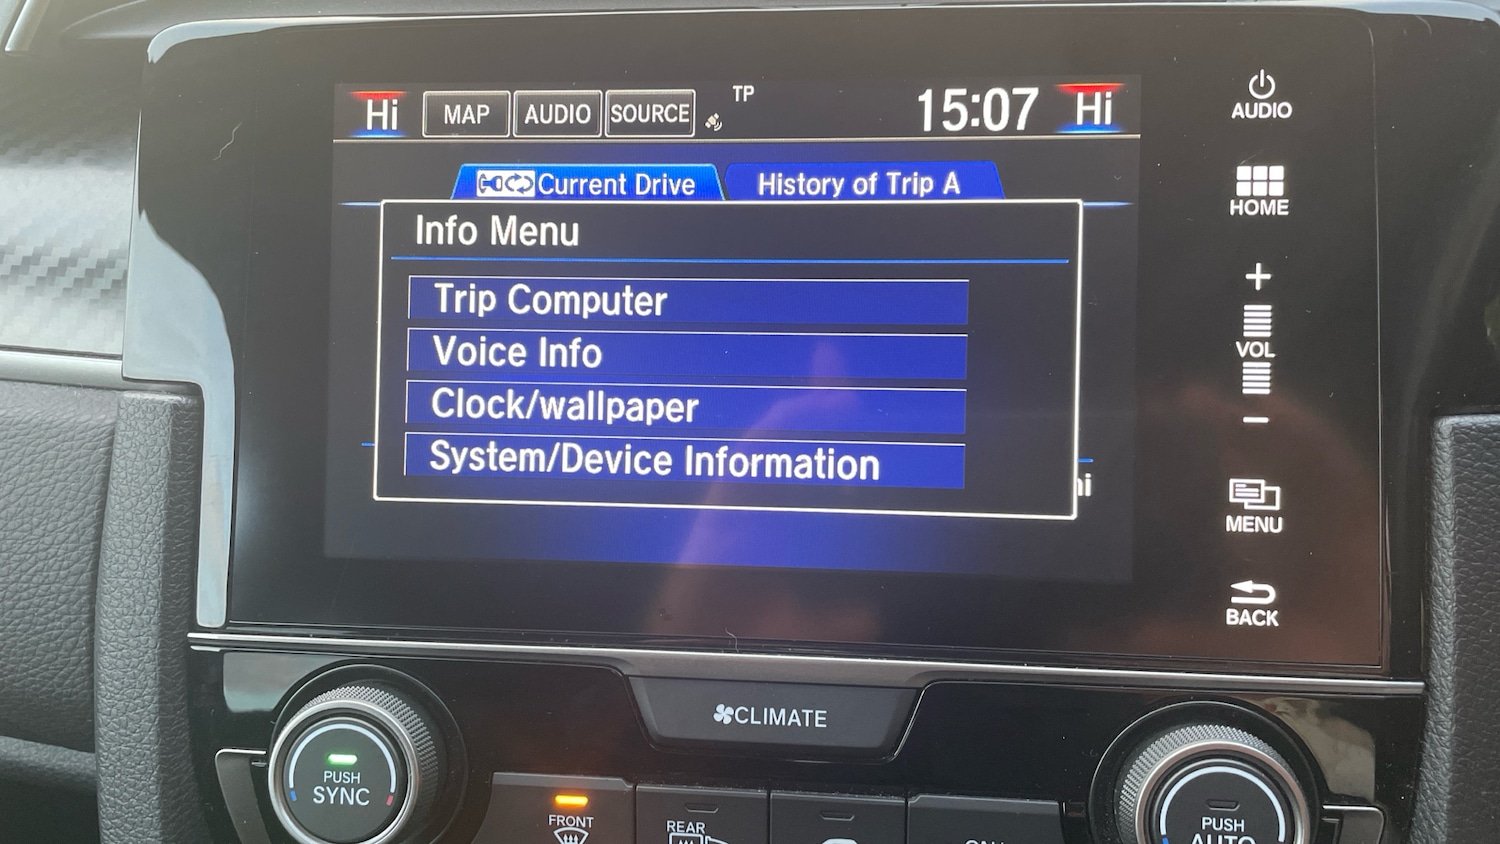 Hi MAP AUDIO SOURCE TP 15:07 Hi
Current Drive History of Trip A
Info Menu
Trip Computer
Voice Info
Clock/wallpaper
System/Device Information
AUDIO
HOME
+
VOL
−
MENU
BACK
CLIMATE
PUSH
SYNC
FRONT
REAR
PUSH
AUTO